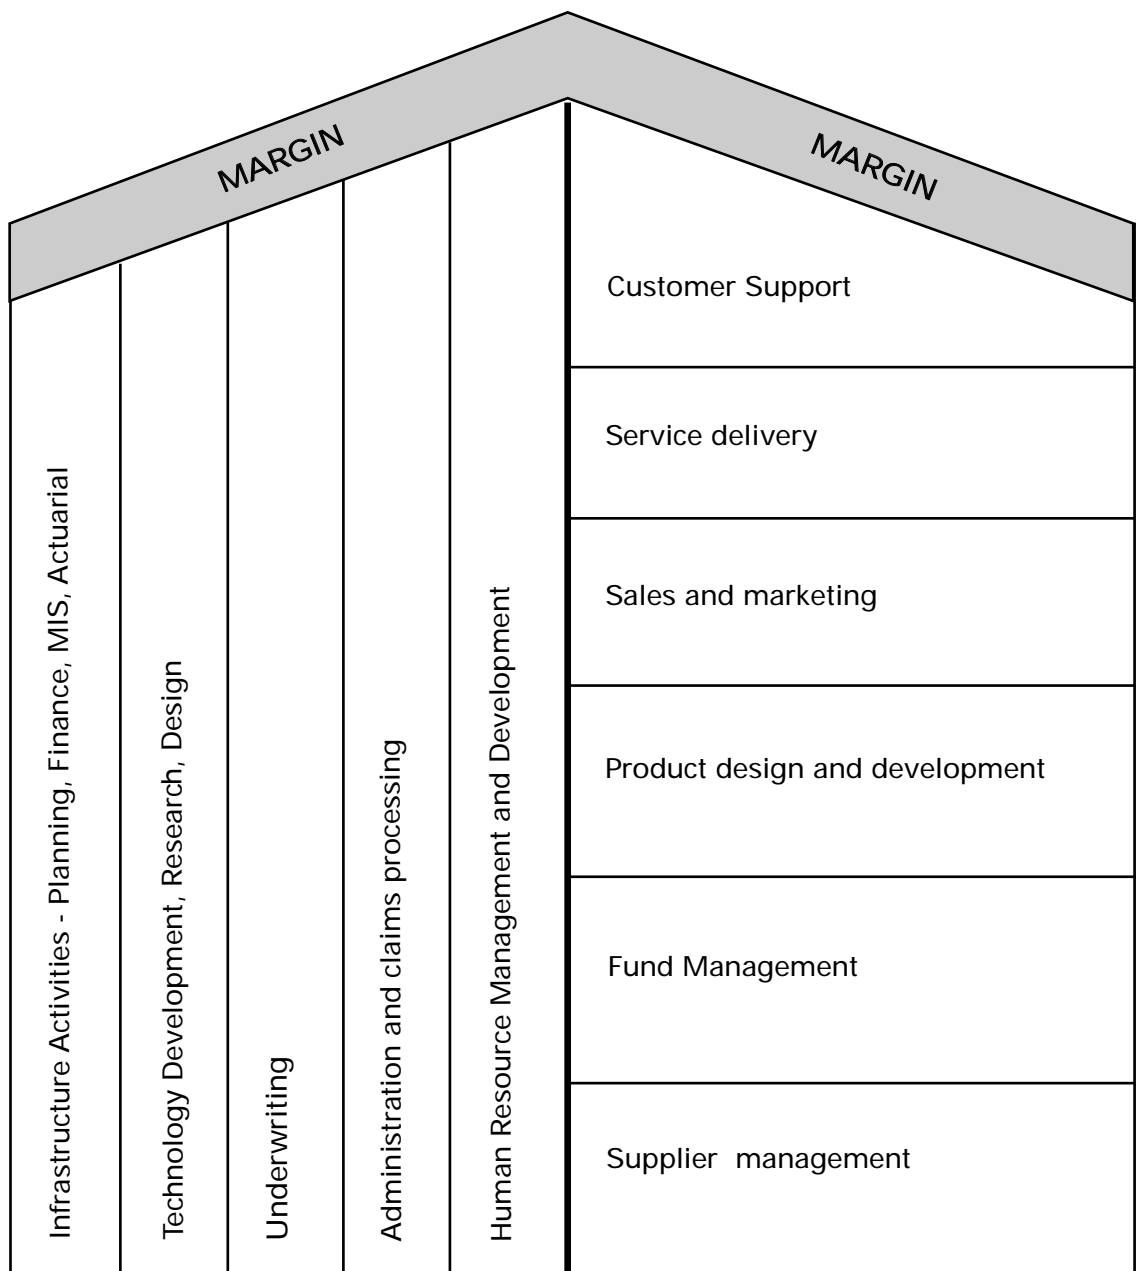 MARGIN
MARGIN
Infrastructure Activities - Planning, Finance, MIS, Actuarial
Technology Development, Research, Design
Underwriting
Administration and claims processing
Human Resource Management and Development
Customer Support
Service delivery
Sales and marketing
Product design and development
Fund Management
Supplier management